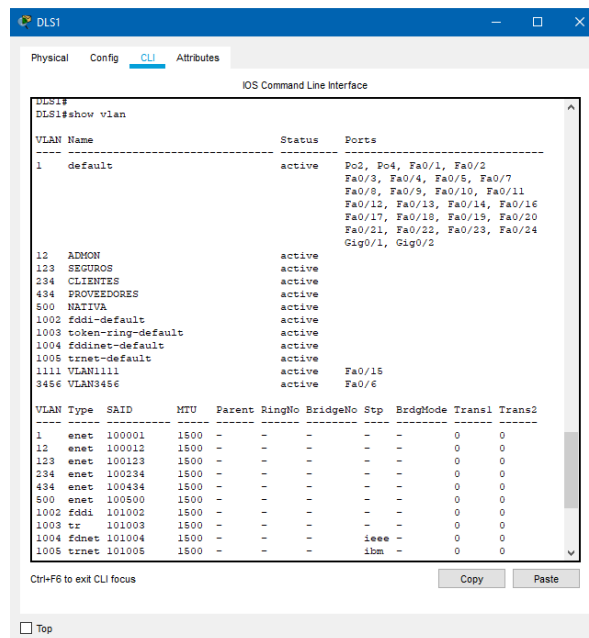 DLS1
Physical Config CLI Attributes
IOS Command Line Interface
DLS1#
DLS1#show vlan
VLAN Name Status Ports
---- -------------------------------- --------- -------------------------------
1 default active Po2, Po4, Fa0/1, Fa0/2
Fa0/3, Fa0/4, Fa0/5, Fa0/7
Fa0/8, Fa0/9, Fa0/10, Fa0/11
Fa0/12, Fa0/13, Fa0/14, Fa0/16
Fa0/17, Fa0/18, Fa0/19, Fa0/20
Fa0/21, Fa0/22, Fa0/23, Fa0/24
Gig0/1, Gig0/2
12 ADMON active
123 SEGUROS active
234 CLIENTES active
434 PROVEEDORES active
500 NATIVA active
1002 fddi-default active
1003 token-ring-default active
1004 fddinet-default active
1005 trnet-default active
1111 VLAN1111 active Fa0/15
3456 VLAN3456 active Fa0/6
VLAN Type SAID MTU Parent RingNo BridgeNo Stp BrdgMode Trans1 Trans2
---- ----- ---------- ----- ------ ------ -------- ---- -------- ------ ------
1 enet 100001 1500 - - - - - 0 0
12 enet 100012 1500 - - - - - 0 0
123 enet 100123 1500 - - - - - 0 0
234 enet 100234 1500 - - - - - 0 0
434 enet 100434 1500 - - - - - 0 0
500 enet 100500 1500 - - - - - 0 0
1002 fddi 101002 1500 - - - - - 0 0
1003 tr 101003 1500 - - - - - 0 0
1004 fdnet 101004 1500 - - - ieee - 0 0
1005 trnet 101005 1500 - - - ibm - 0 0
Ctrl+F6 to exit CLI focus Copy Paste
Top